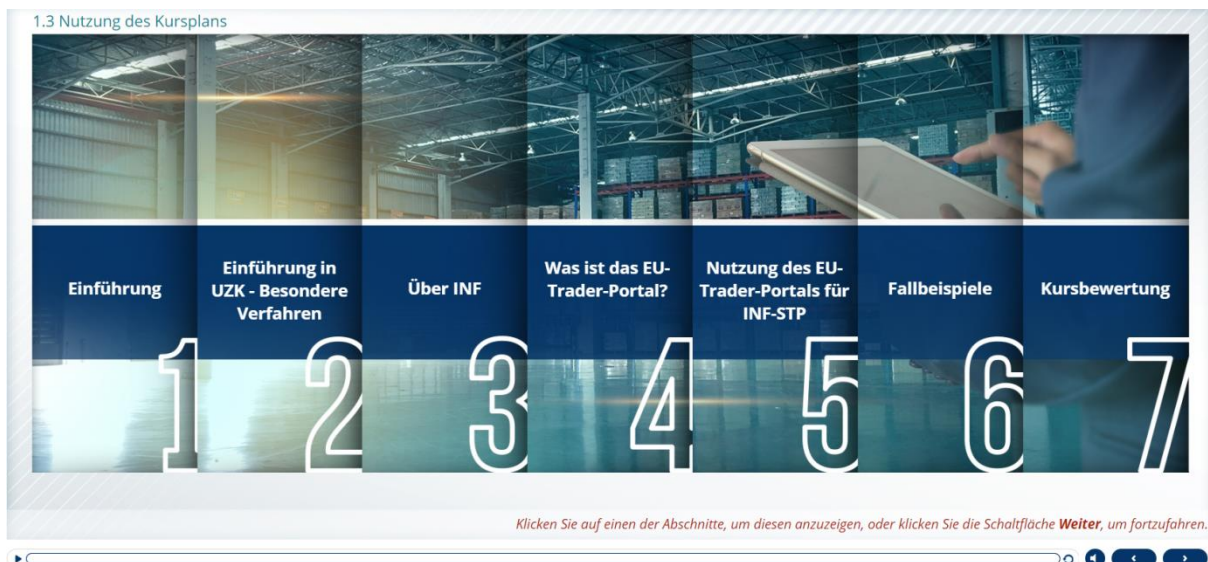 1.3 Nutzung des Kursplans
Einführung
1
Einführung in
UZK - Besondere
Verfahren
2
Über INF
3
Was ist das EU-
Trader-Portal?
4
Nutzung des EU-
Trader-Portals für
INF-STP
5
Fallbeispiele
6
Kursbewertung
7
Klicken Sie auf einen der Abschnitte, um diesen anzuzeigen, oder klicken Sie die Schaltfläche Weiter, um fortzufahren.